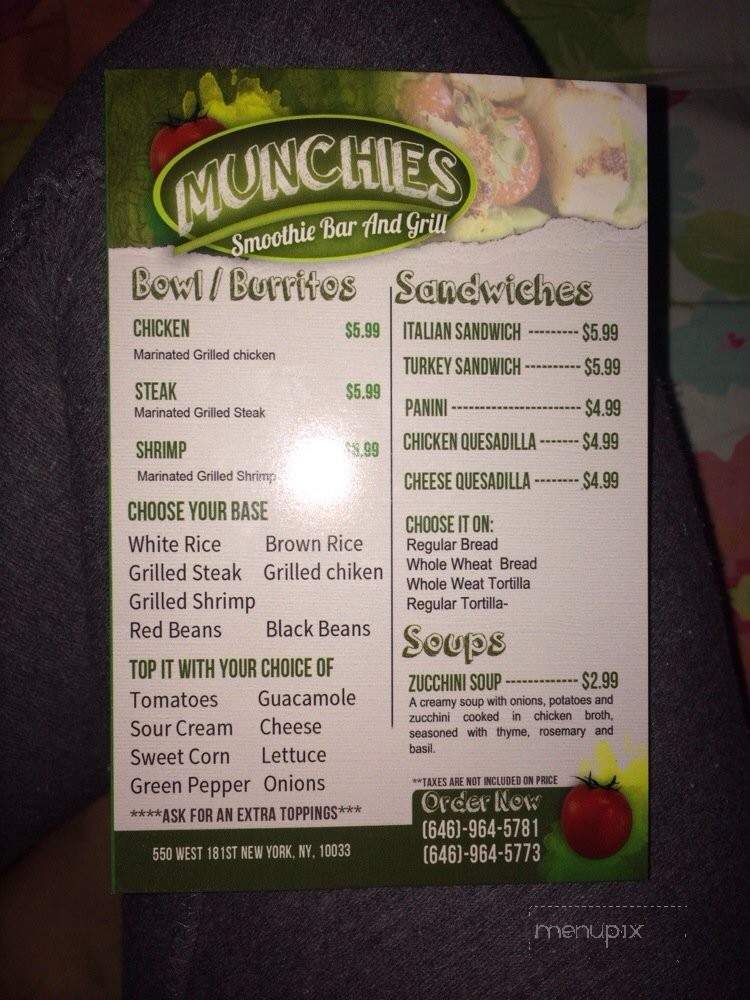 MUNCHIES
Smoothie Bar And Grill
Bowl / Burritos
CHICKEN $5.99
Marinated Grilled chicken
STEAK $5.99
Marinated Grilled Steak
SHRIMP
Marinated Grilled Shrimp
CHOOSE YOUR BASE
White Rice Brown Rice
Grilled Steak Grilled chiken
Grilled Shrimp
Red Beans Black Beans
TOP IT WITH YOUR CHOICE OF
Tomatoes Guacamole
Sour Cream Cheese
Sweet Corn Lettuce
Green Pepper Onions
****ASK FOR AN EXTRA TOPPINGS***
550 WEST 181ST NEW YORK, NY, 10033
Sandwiches
ITALIAN SANDWICH --------- $5.99
TURKEY SANDWICH ---------- $5.99
PANINI ---------------------- $4.99
CHICKEN QUESADILLA ------- $4.99
CHEESE QUESADILLA -------- $4.99
CHOOSE IT ON:
Regular Bread
Whole Wheat Bread
Whole Weat Tortilla
Regular Tortilla-
Soups
ZUCCHINI SOUP ------------- $2.99
A creamy soup with onions, potatoes and
zucchini cooked in chicken broth,
seasoned with thyme, rosemary and
basil.
**TAXES ARE NOT INCLUDED ON PRICE
Order Now
(646)-964-5781
(646)-964-5773
menupix